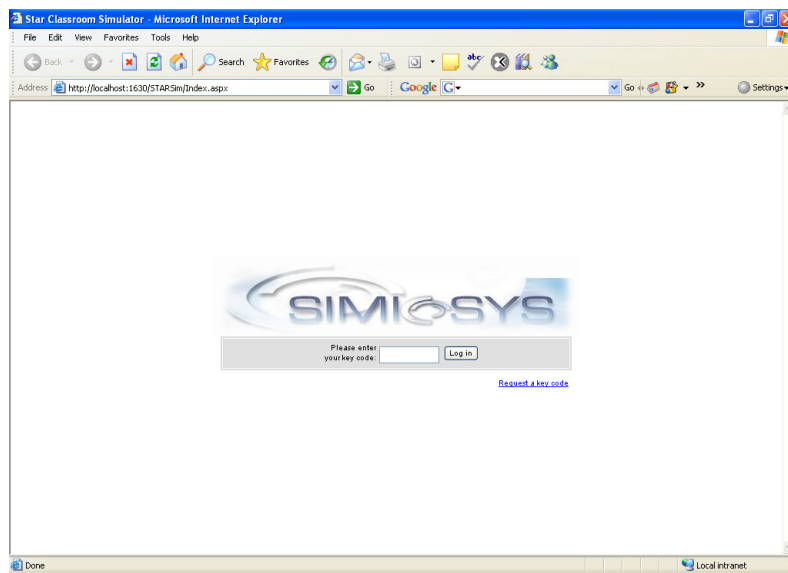 Star Classroom Simulator - Microsoft Internet Explorer
File Edit View Favorites Tools Help
Back Search Favorites abc
Address http://localhost:1630/STARSim/Index.aspx Go Google G Go Settings
SIMIOSYS
Please enter
your key code: Log in
Request a key code
Done Local intranet